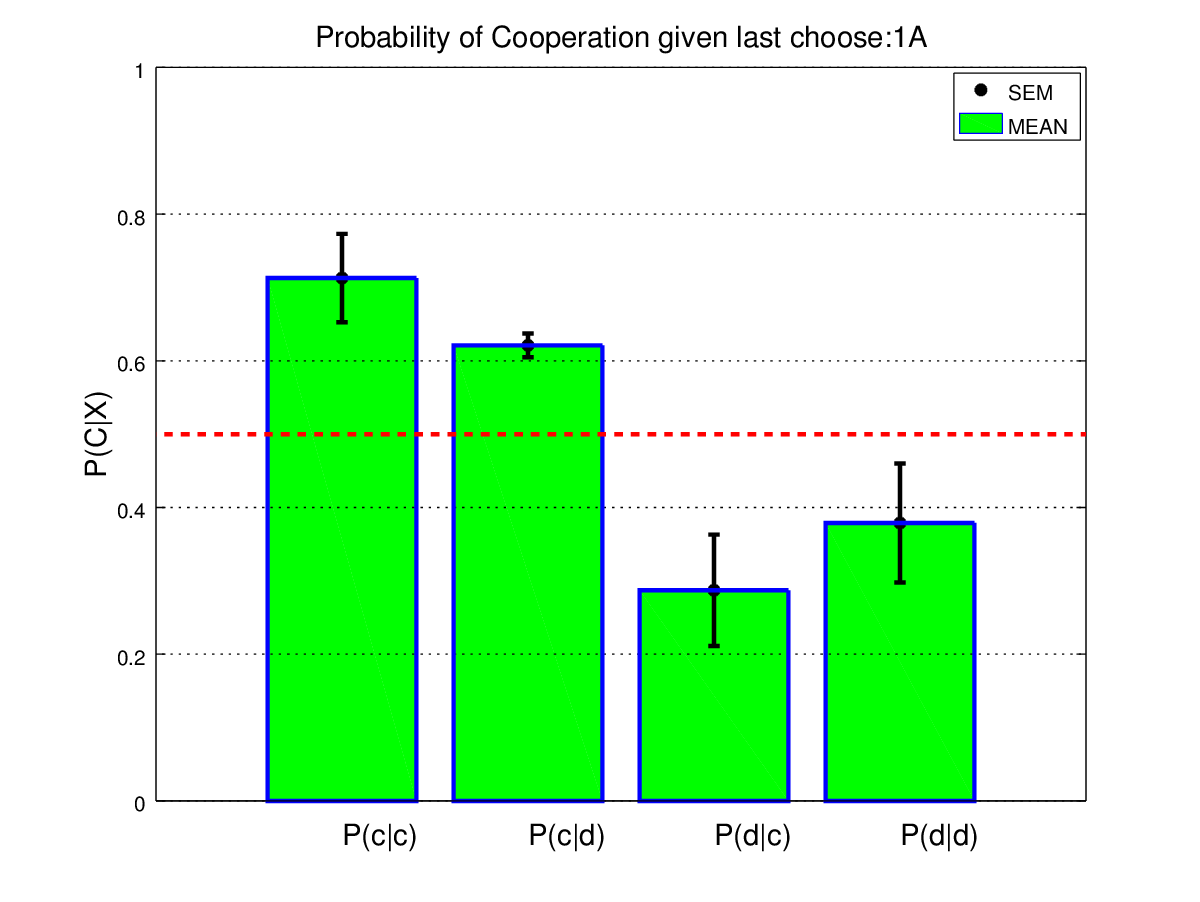 Probability of Cooperation given last choose:1A
SEM
MEAN
1
0.8
0.6
0.4
0.2
0
P(C|X)
P(c|c)
P(c|d)
P(d|c)
P(d|d)